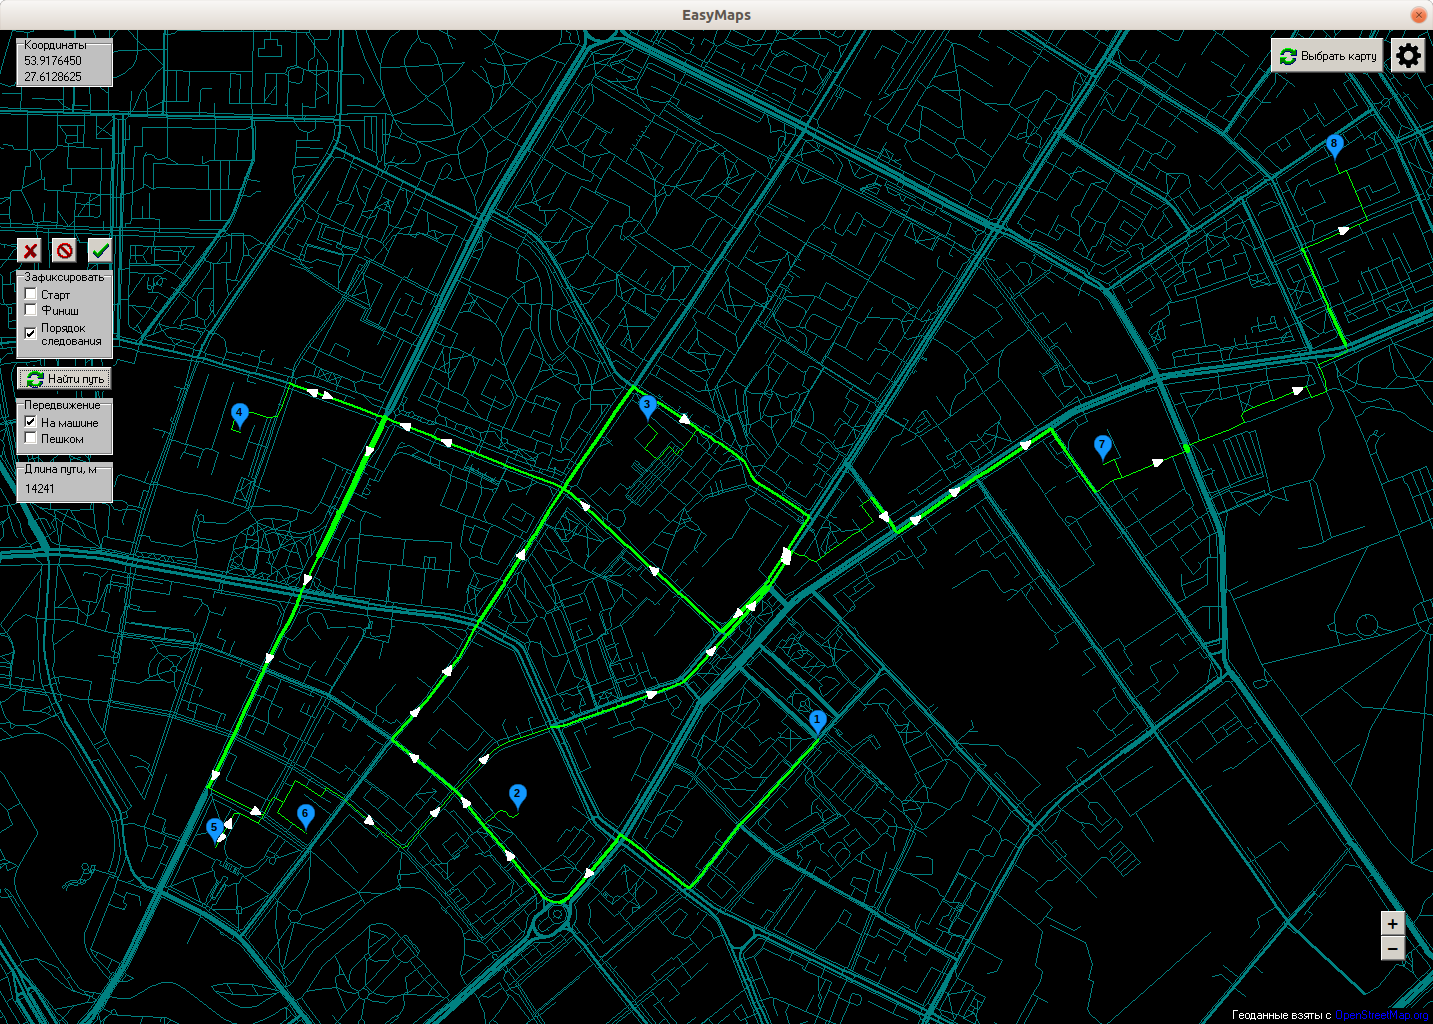 EasyMaps
Координаты
53.9176450
27.6128625
Выбрать карту
8
Зафиксировать
Старт
Финиш
Порядок
следования
Найти путь
Передвижение
На машине
Пешком
Длина пути, м
14241
4
3
7
1
2
6
5
+
−
Геоданные взяты с OpenStreetMap.org